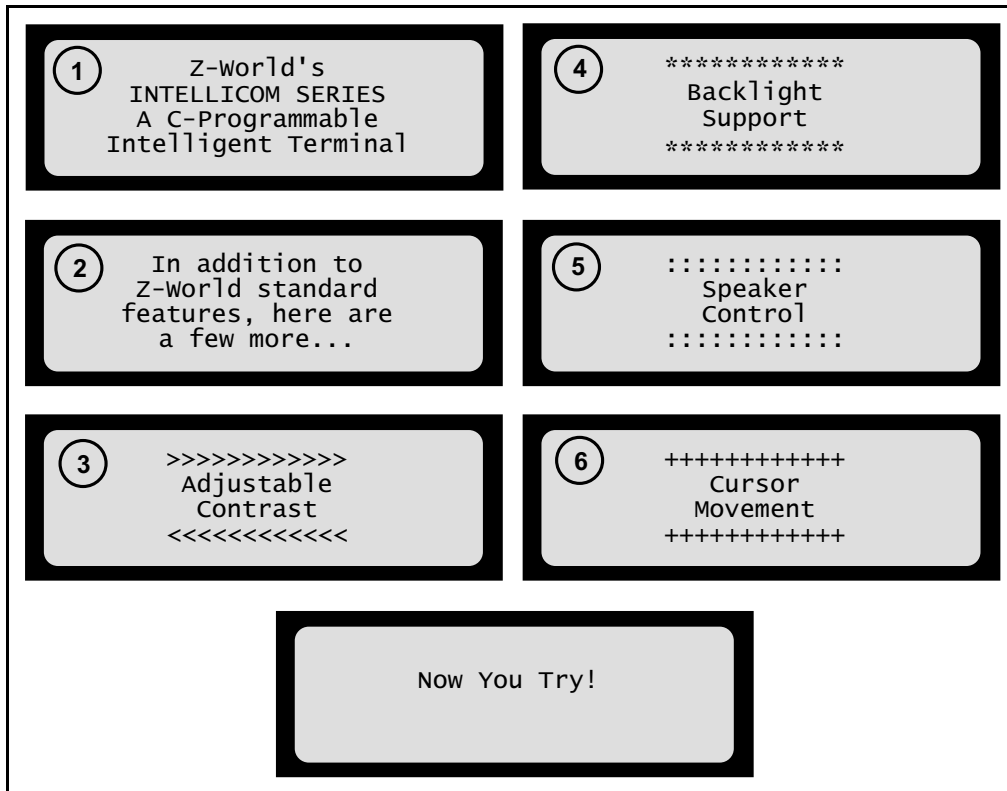 1
Z-World's
INTELLICOM SERIES
A C-Programmable
Intelligent Terminal
2
In addition to
Z-World standard
features, here are
a few more...
3
>>>>>>>>>>>>
Adjustable
Contrast
<<<<<<<<<<<<
4
************
Backlight
Support
************
5
::::::::::::
Speaker
Control
::::::::::::
6
++++++++++++
Cursor
Movement
++++++++++++
Now You Try!